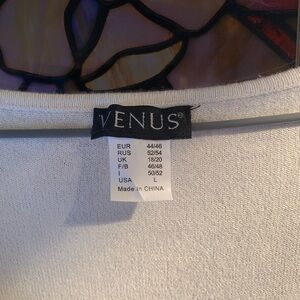 VENUS®
EUR 44/46
RUS 52/54
UK 18/20
F/B 46/48
I 50/52
USA L
Made in CHINA